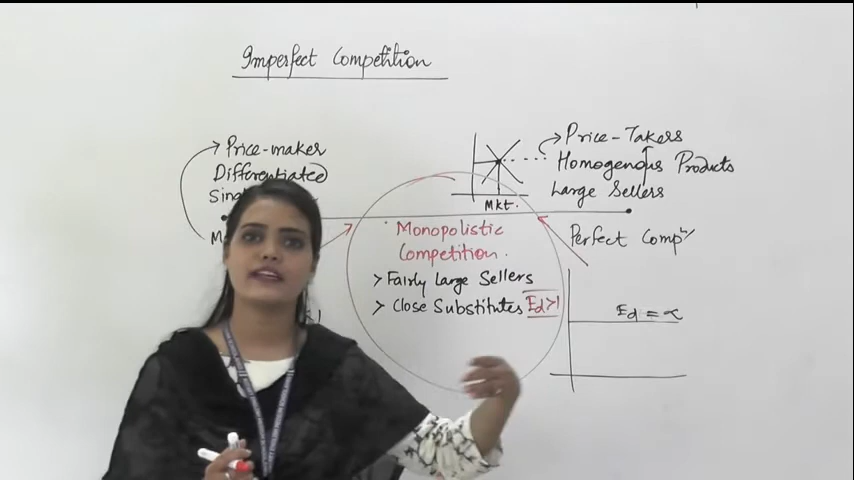 Imperfect Competition
Price-maker
Differentiated
Price-Takers
Homogenous Products
Large Sellers
Mkt.
Monopolistic
Competition.
> Fairly Large Sellers
> Close Substitutes Ed>1
Perfect Compⁿ
Ed = ∝